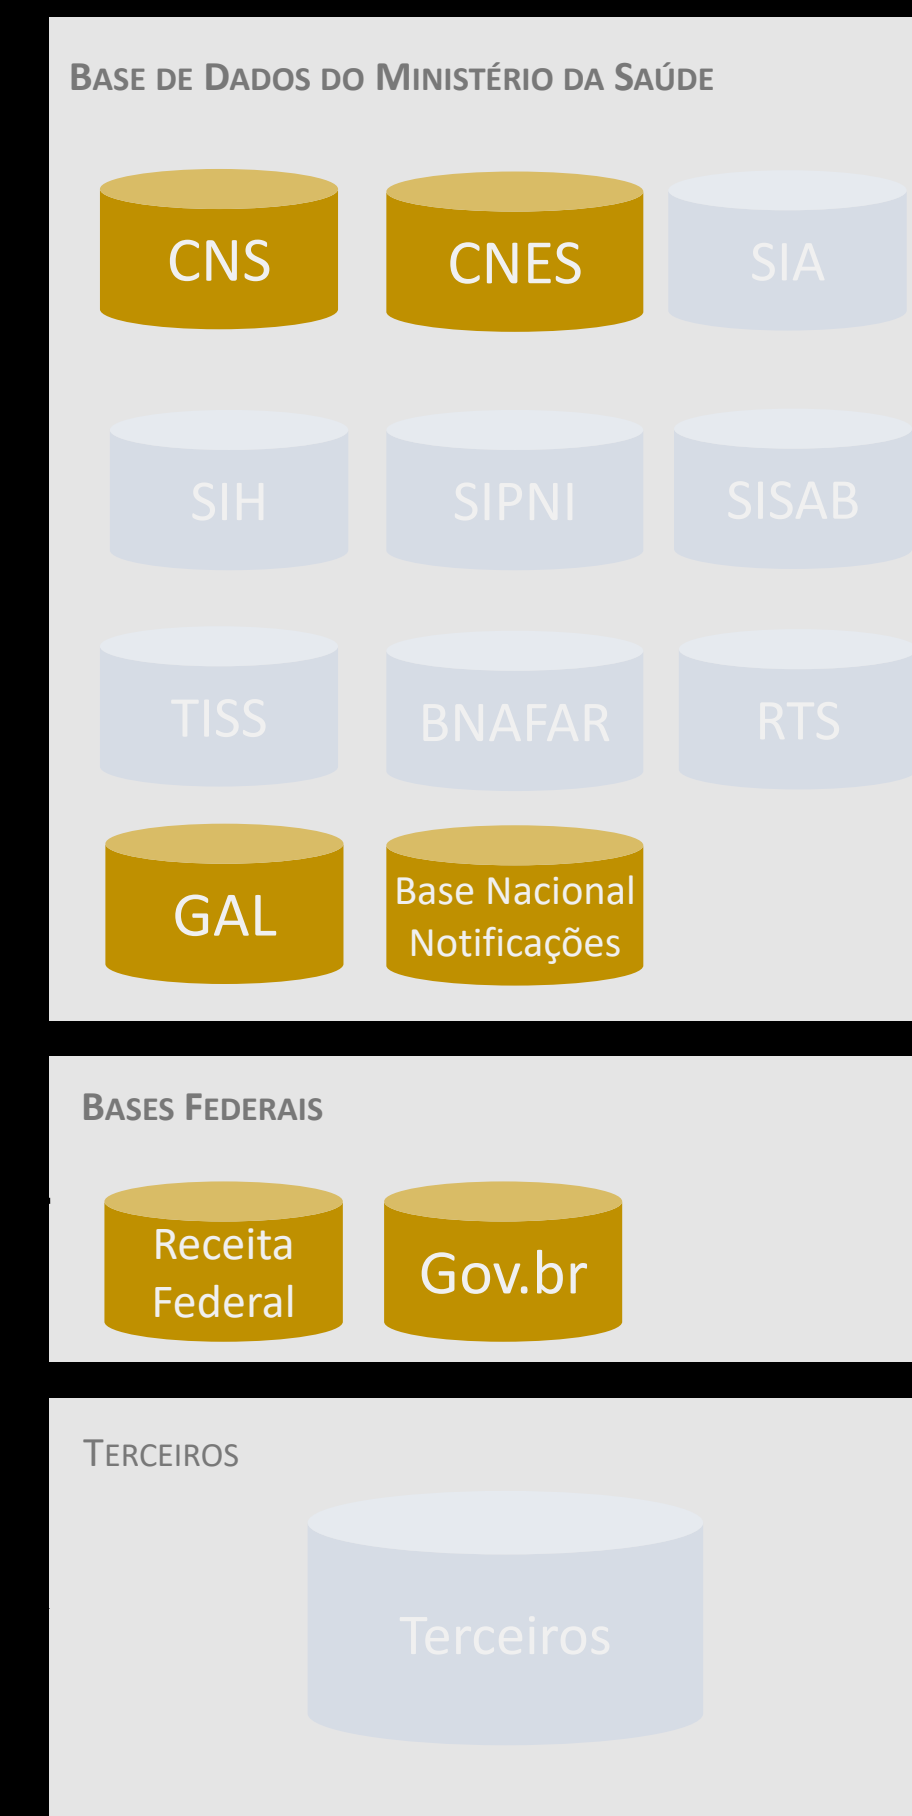 BASE DE DADOS DO MINISTÉRIO DA SAÚDE
CNS
CNES
SIA
SIH
SIPNI
SISAB
TISS
BNAFAR
RTS
GAL
Base Nacional
Notificações
BASES FEDERAIS
Receita
Federal
Gov.br
TERCEIROS
Terceiros